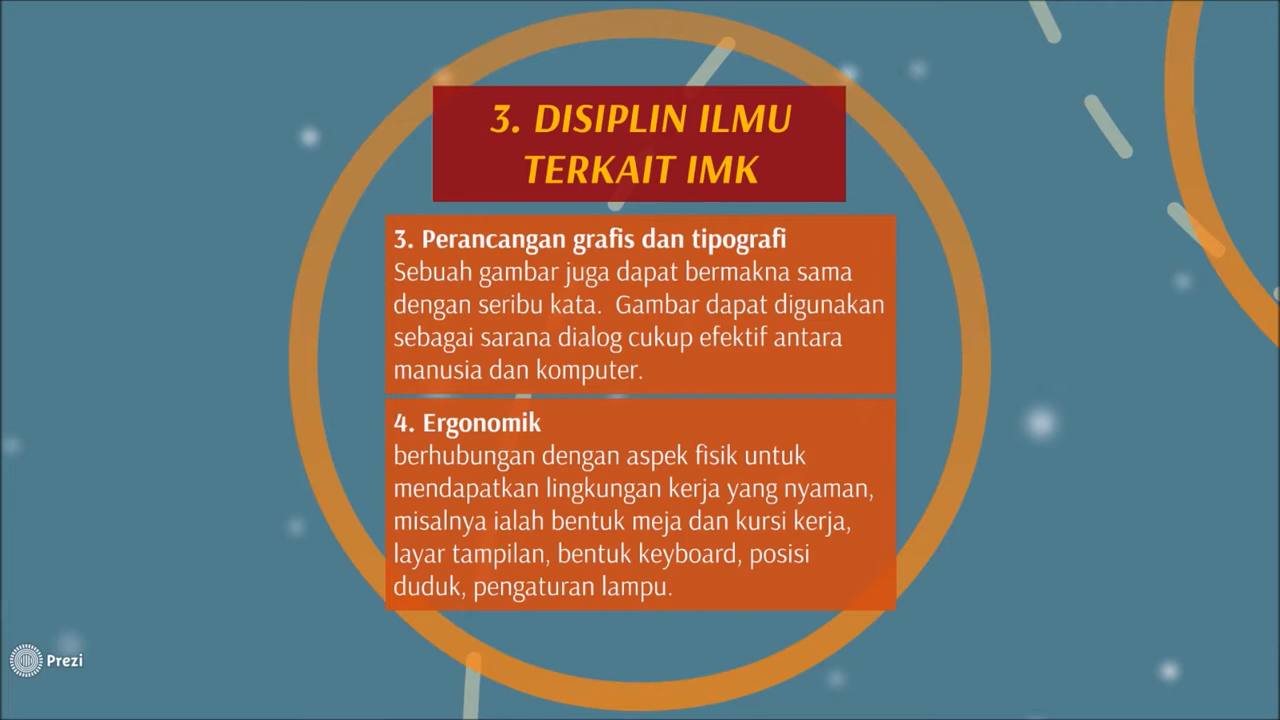 3. DISIPLIN ILMU
TERKAIT IMK
3. Perancangan grafis dan tipografi
Sebuah gambar juga dapat bermakna sama
dengan seribu kata.  Gambar dapat digunakan
sebagai sarana dialog cukup efektif antara
manusia dan komputer.
4. Ergonomik
berhubungan dengan aspek fisik untuk
mendapatkan lingkungan kerja yang nyaman,
misalnya ialah bentuk meja dan kursi kerja,
layar tampilan, bentuk keyboard, posisi
duduk, pengaturan lampu.
Prezi